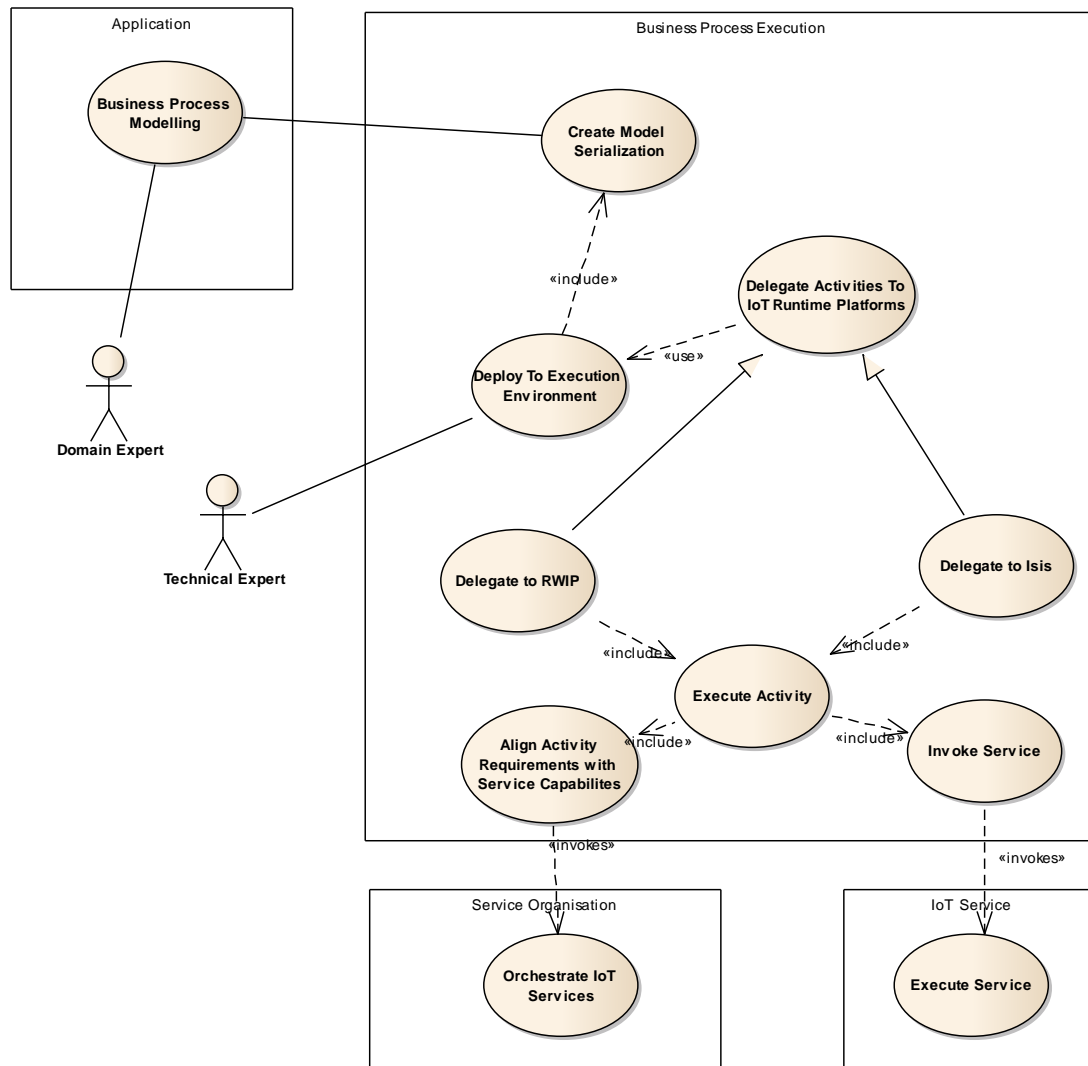 Application
Business Process Execution
Business Process
Modelling
Create Model
Serialization
«include»
Delegate Activities To
IoT Runtime Platforms
«use»
Deploy To Execution
Environment
Domain Expert
Technical Expert
Delegate to RWIP
Delegate to Isis
«include»
«include»
Execute Activity
Align Activity
Requirements with
Service Capabilites
«include»
«include»
Invoke Service
«invokes»
«invokes»
Service Organisation
IoT Service
Orchestrate IoT
Services
Execute Service